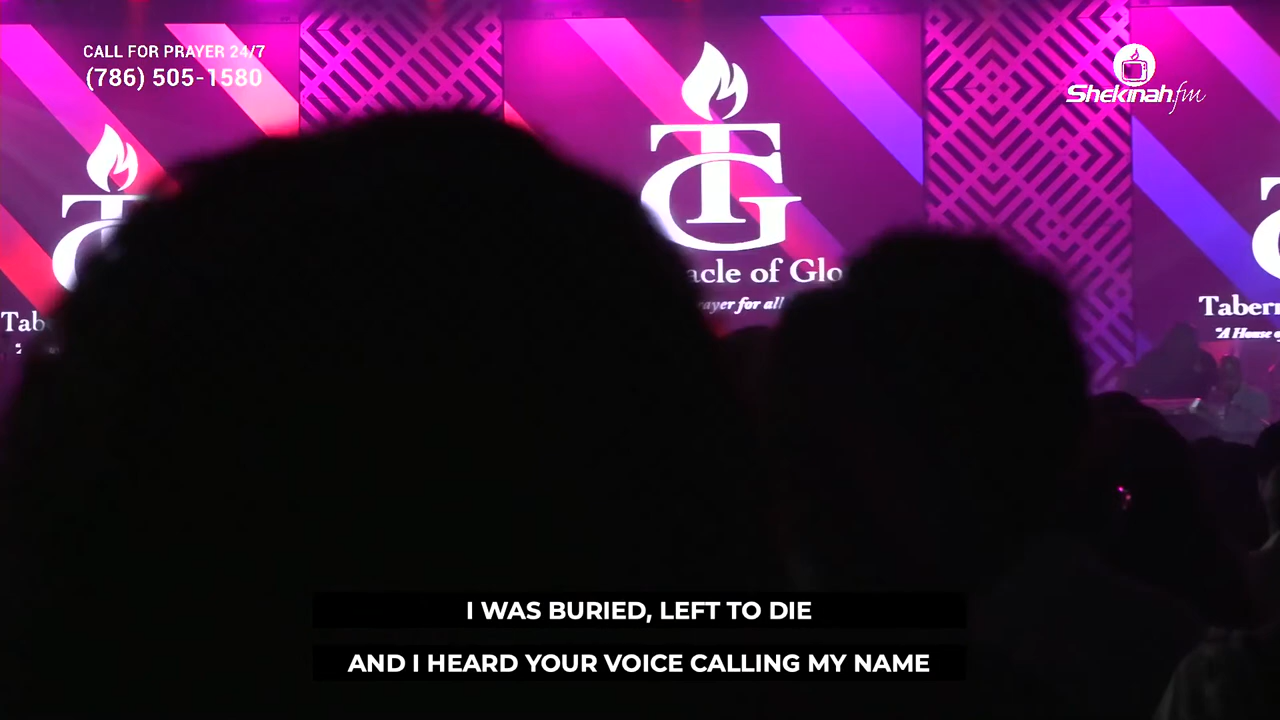 CALL FOR PRAYER 24/7
(786) 505-1580
Shekinah.fm
TG
acle of Glo
rayer for all
Tab
Tabern
"A House o
I WAS BURIED, LEFT TO DIE
AND I HEARD YOUR VOICE CALLING MY NAME